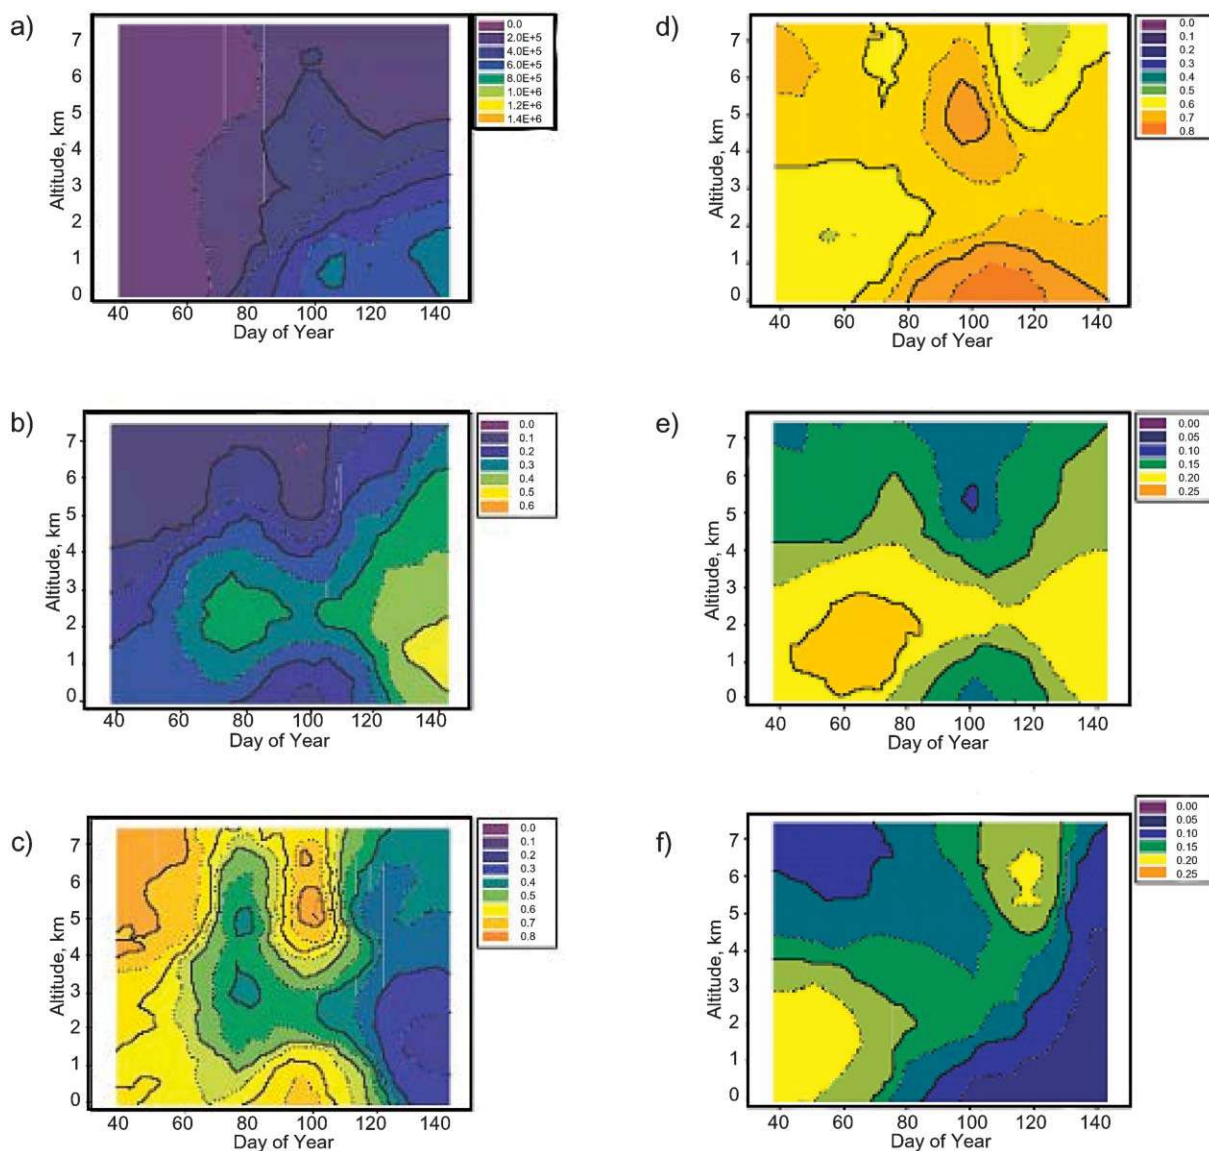 a)
Altitude, km
7
6
5
4
3
2
1
0
40 60 80 100 120 140
Day of Year
0.0
2.0E+5
4.0E+5
6.0E+5
8.0E+5
1.0E+6
1.2E+6
1.4E+6
d)
Altitude, km
7
6
5
4
3
2
1
0
40 60 80 100 120 140
Day of Year
0.0
0.1
0.2
0.3
0.4
0.5
0.6
0.7
0.8
b)
Altitude, km
7
6
5
4
3
2
1
0
40 60 80 100 120 140
Day of Year
0.0
0.1
0.2
0.3
0.4
0.5
0.6
e)
Altitude, km
7
6
5
4
3
2
1
0
40 60 80 100 120 140
Day of Year
0.00
0.05
0.10
0.15
0.20
0.25
c)
Altitude, km
7
6
5
4
3
2
1
0
40 60 80 100 120 140
Day of Year
0.0
0.1
0.2
0.3
0.4
0.5
0.6
0.7
0.8
f)
Altitude, km
7
6
5
4
3
2
1
0
40 60 80 100 120 140
Day of Year
0.00
0.05
0.10
0.15
0.20
0.25